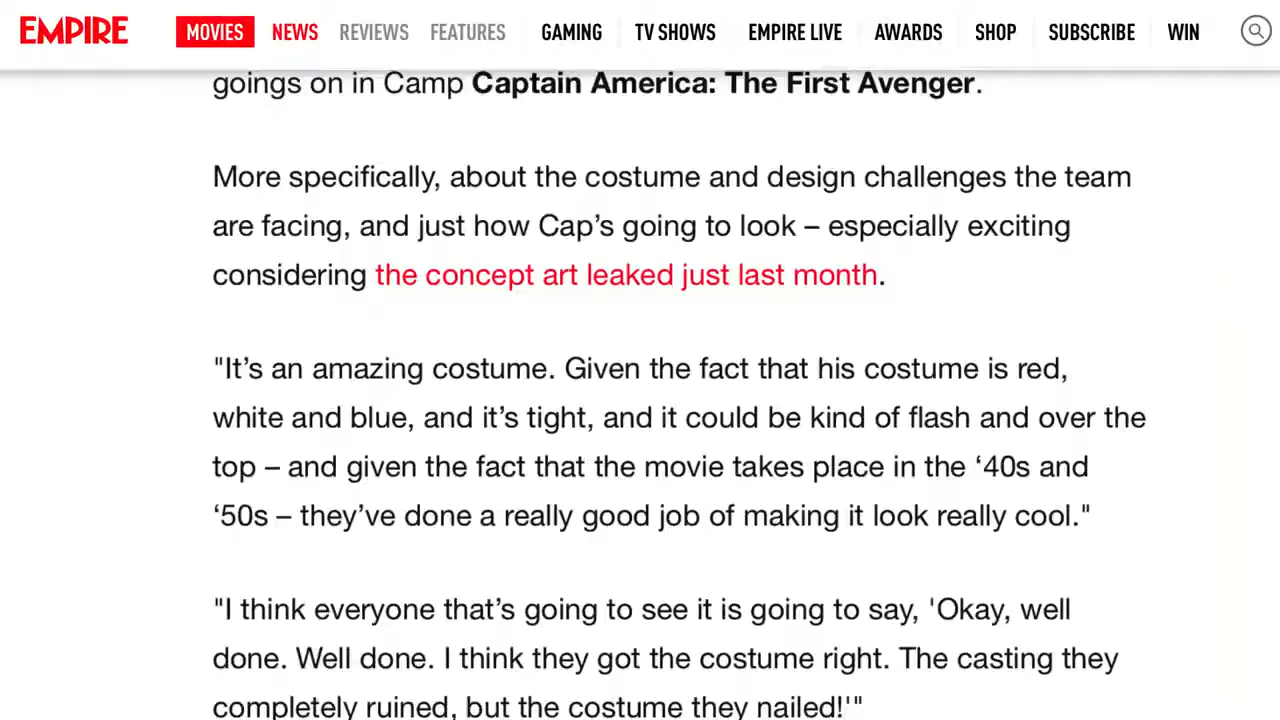 EMPIRE MOVIES NEWS REVIEWS FEATURES GAMING TV SHOWS EMPIRE LIVE AWARDS SHOP SUBSCRIBE WIN
goings on in Camp Captain America: The First Avenger.
More specifically, about the costume and design challenges the team
are facing, and just how Cap’s going to look – especially exciting
considering the concept art leaked just last month.
"It’s an amazing costume. Given the fact that his costume is red,
white and blue, and it’s tight, and it could be kind of flash and over the
top – and given the fact that the movie takes place in the ‘40s and
‘50s – they’ve done a really good job of making it look really cool."
"I think everyone that’s going to see it is going to say, 'Okay, well
done. Well done. I think they got the costume right. The casting they
completely ruined, but the costume they nailed!'"